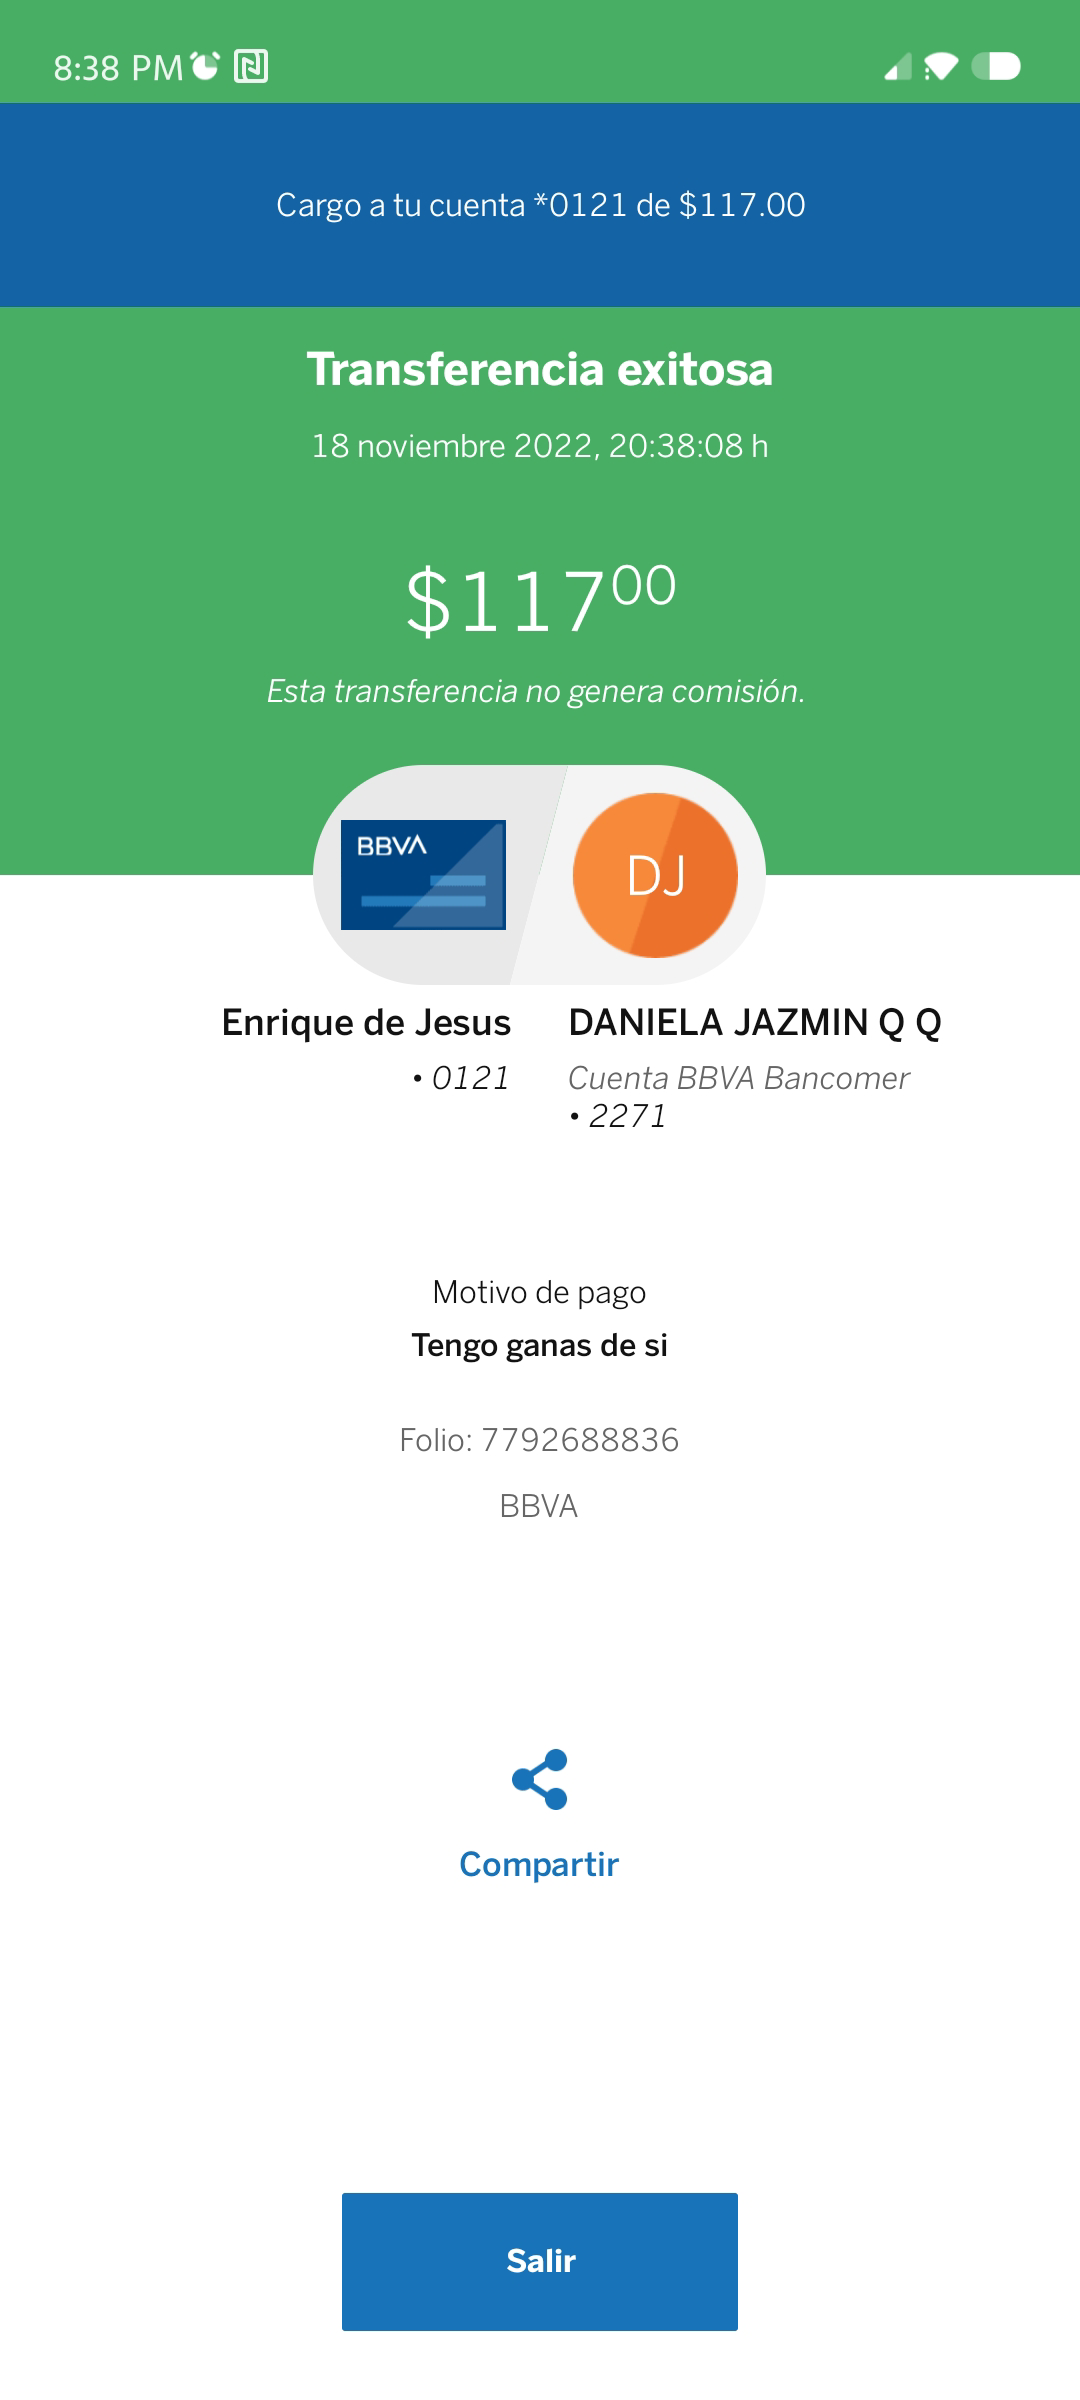 8:38 PM
Cargo a tu cuenta *0121 de $117.00
Transferencia exitosa
18 noviembre 2022, 20:38:08 h
$11700
Esta transferencia no genera comisión.
BBVA
DJ
Enrique de Jesus
• 0121
DANIELA JAZMIN Q Q
Cuenta BBVA Bancomer
• 2271
Motivo de pago
Tengo ganas de si
Folio: 7792688836
BBVA
Compartir
Salir